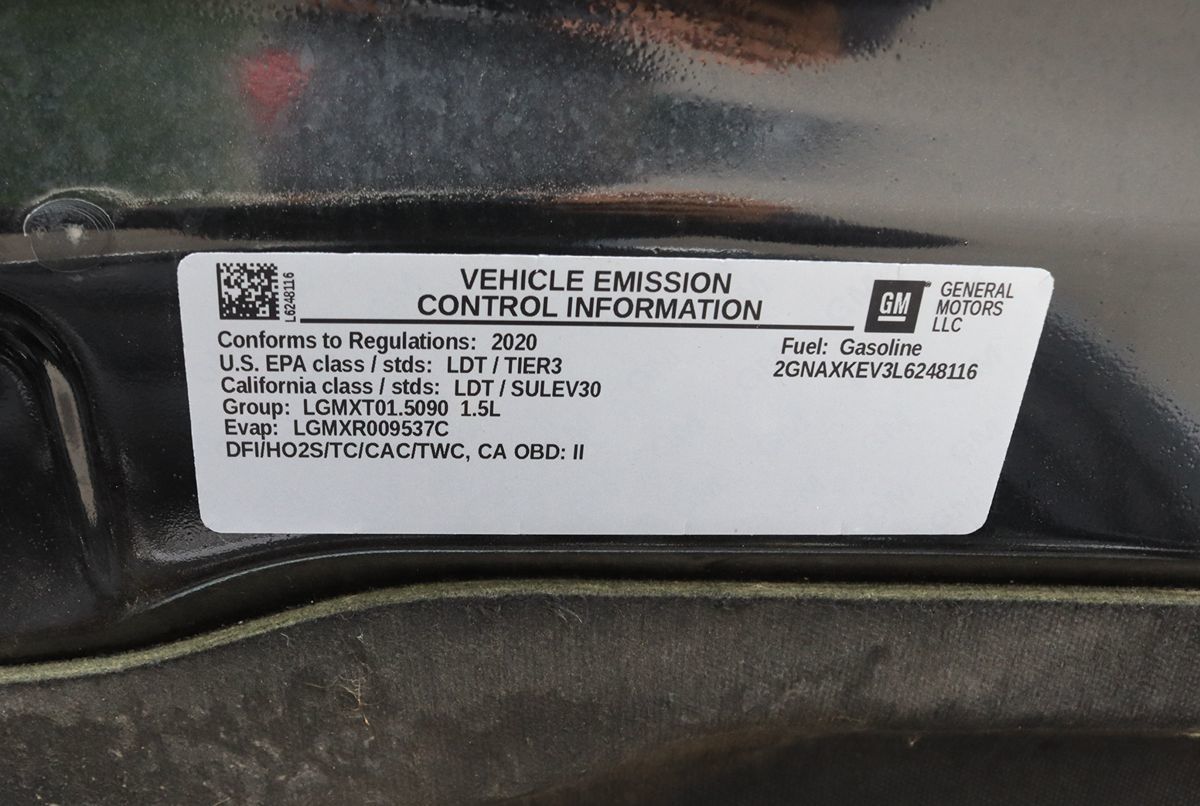 L6248116
VEHICLE EMISSION
CONTROL INFORMATION
GM
GENERAL
MOTORS
LLC
Conforms to Regulations: 2020
U.S. EPA class / stds: LDT / TIER3
California class / stds: LDT / SULEV30
Group: LGMXT01.5090 1.5L
Evap: LGMXR009537C
DFI/HO2S/TC/CAC/TWC, CA OBD: II
Fuel: Gasoline
2GNAXKEV3L6248116